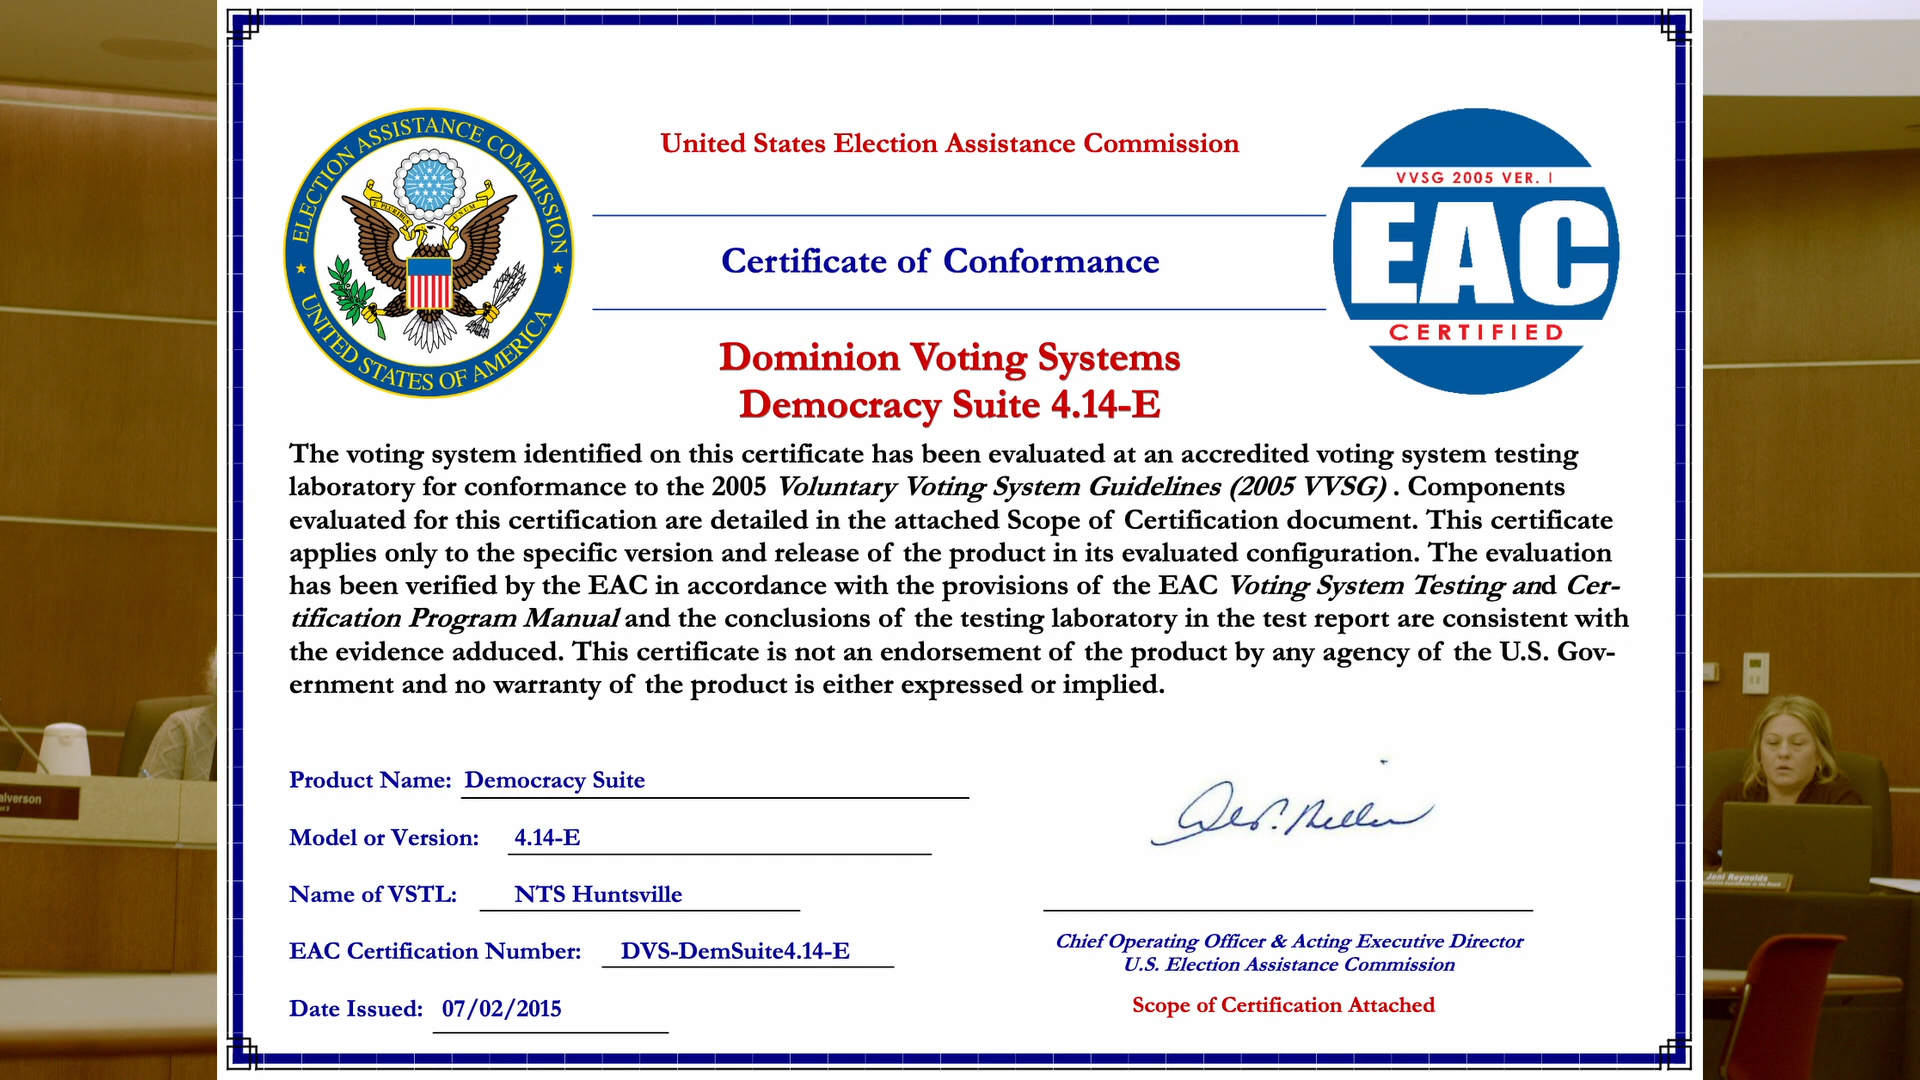 ELECTION ASSISTANCE COMMISSION
UNITED STATES OF AMERICA
E PLURIBUS UNUM
United States Election Assistance Commission
VVSG 2005 VER. I
EAC
CERTIFIED
Certificate of Conformance
Dominion Voting Systems
Democracy Suite 4.14-E
The voting system identified on this certificate has been evaluated at an accredited voting system testing
laboratory for conformance to the 2005 Voluntary Voting System Guidelines (2005 VVSG) . Components
evaluated for this certification are detailed in the attached Scope of Certification document. This certificate
applies only to the specific version and release of the product in its evaluated configuration. The evaluation
has been verified by the EAC in accordance with the provisions of the EAC Voting System Testing and Cer-
tification Program Manual and the conclusions of the testing laboratory in the test report are consistent with
the evidence adduced. This certificate is not an endorsement of the product by any agency of the U.S. Gov-
ernment and no warranty of the product is either expressed or implied.
Product Name: Democracy Suite
Model or Version: 4.14-E
Name of VSTL: NTS Huntsville
EAC Certification Number: DVS-DemSuite4.14-E
Date Issued: 07/02/2015
Chief Operating Officer & Acting Executive Director
U.S. Election Assistance Commission
Scope of Certification Attached
alverson
Joni Reynolds